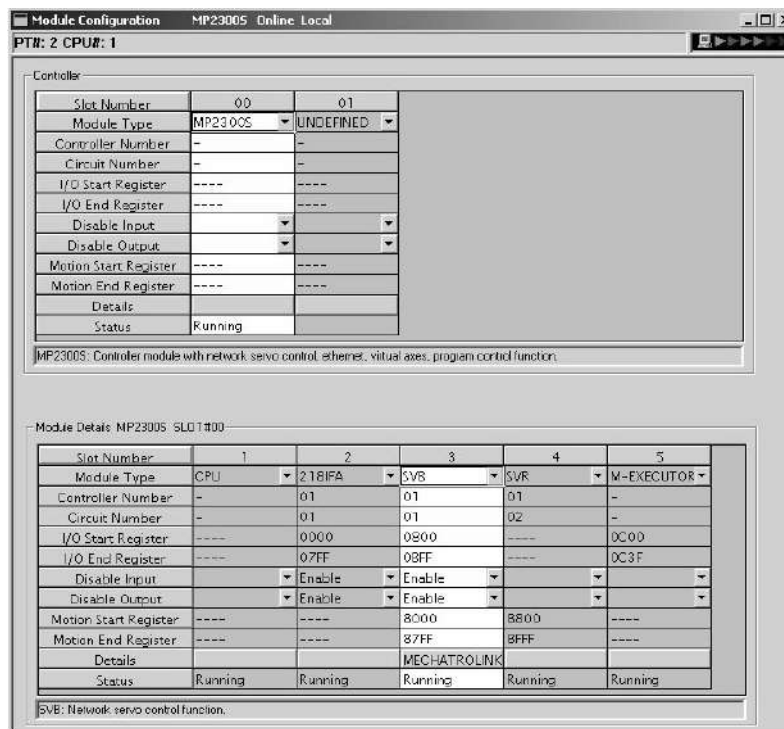 Module Configuration MP2300S Online Local
PT#: 2 CPU#: 1
Controller
Slot Number 00 01
Module Type MP2300S UNDEFINED
Controller Number - -
Circuit Number - -
I/O Start Register ---- ----
I/O End Register ---- ----
Disable Input
Disable Output
Motion Start Register ---- ----
Motion End Register ---- ----
Details
Status Running
MP2300S: Controller module with network servo control, ethernet, virtual axes, program control function.
Module Details MP2300S SLOT#00
Slot Number 1 2 3 4 5
Module Type CPU 218IFA SVB SVR M-EXECUTOR
Controller Number - 01 01 01 -
Circuit Number - 01 01 02 -
I/O Start Register ---- 0000 0800 ---- 0C00
I/O End Register ---- 07FF 0BFF ---- 0C3F
Disable Input Enable Enable
Disable Output Enable Enable
Motion Start Register ---- ---- 8000 8800 ----
Motion End Register ---- ---- 87FF 8FFF ----
Details MECHATROLINK
Status Running Running Running Running Running
SVB: Network servo control function.